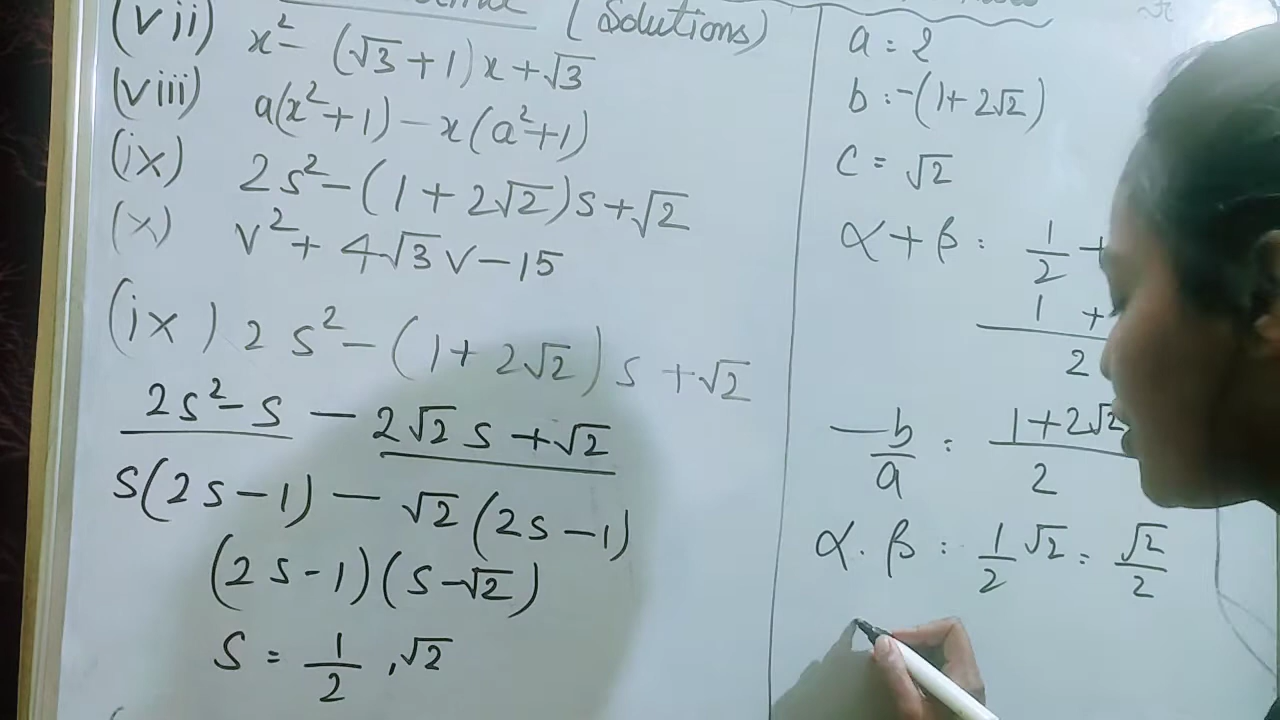 (Solutions)
(vii) x² - (√3+1)x+√3
(viii) a(x²+1)-x(a²+1)
(ix) 2s²-(1+2√2)s+√2
(x) v²+4√3v-15
(ix) 2s²-(1+2√2)s+√2
2s²-s - 2√2s+√2
s(2s-1) - √2(2s-1)
(2s-1)(s-√2)
s = 1/2, √2
a = 2
b = -(1+2√2)
c = √2
α+β = 1/2 +
1 +
2
-b/a = 1+2√2/2
α.β = 1/2 √2 = √2/2